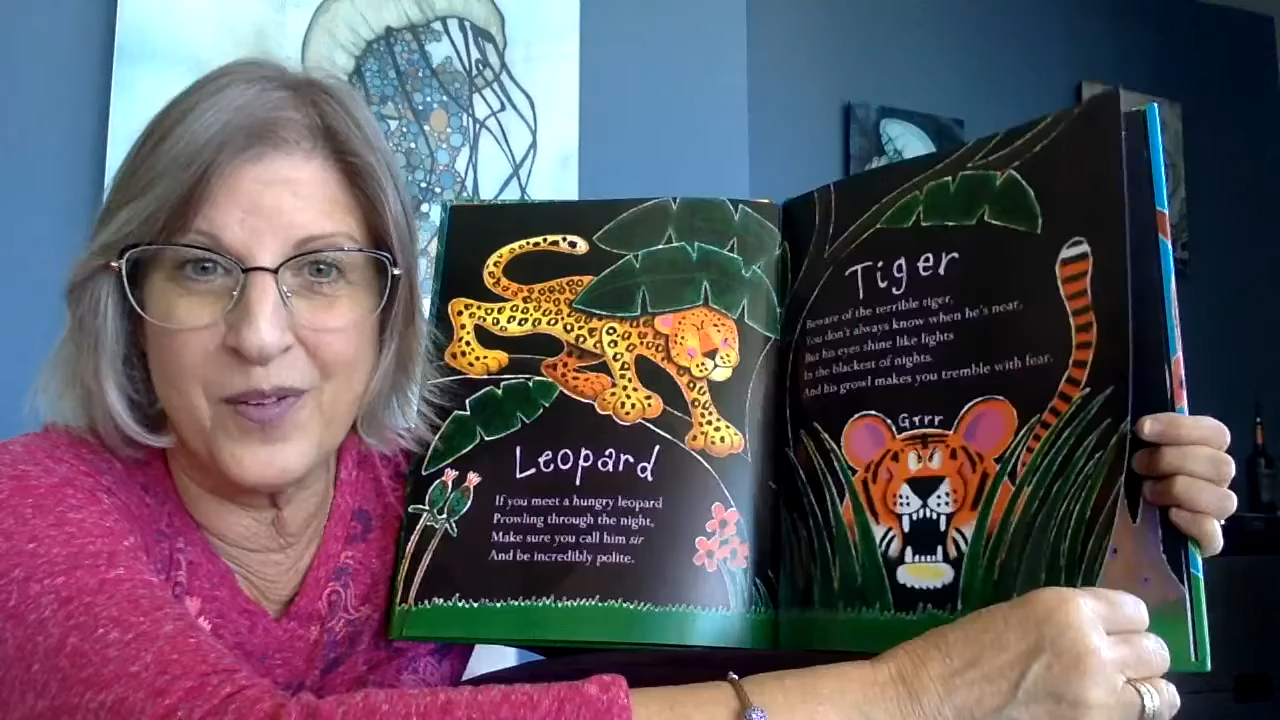 Leopard
If you meet a hungry leopard
Prowling through the night,
Make sure you call him sir
And be incredibly polite.
Tiger
Beware of the terrible tiger,
You don't always know when he's near,
But his eyes shine like lights
In the blackest of nights,
And his growl makes you tremble with fear.
Grrr